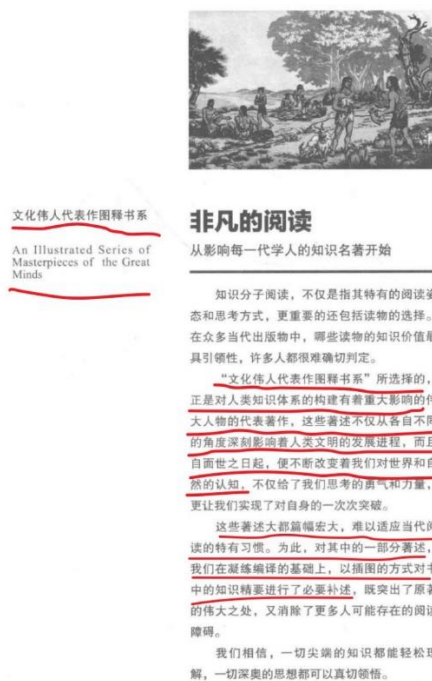 文化伟人代表作图释书系
An Illustrated Series of
Masterpieces of the Great
Minds
非凡的阅读
从影响每一代学人的知识名著开始
知识分子阅读，不仅是指其特有的阅读姿
态和思考方式，更重要的还包括读物的选择。
在众多当代出版物中，哪些读物的知识价值最
具引领性，许多人都很难确切判定。
“文化伟人代表作图释书系”所选择的，
正是对人类知识体系的构建有着重大影响的伟
大人物的代表著作，这些著述不仅从各自不同
的角度深刻影响着人类文明的发展进程，而且
自面世之日起，便不断改变着我们对世界和自
然的认知，不仅给了我们思考的勇气和力量，
更让我们实现了对自身的一次次突破。
这些著述大都篇幅宏大，难以适应当代阅
读的特有习惯。为此，对其中的一部分著述，
我们在凝练编译的基础上，以插图的方式对书
中的知识精要进行了必要补述，既突出了原著
的伟大之处，又消除了更多人可能存在的阅读
障碍。
我们相信，一切尖端的知识都能轻松理
解，一切深奥的思想都可以真切领悟。